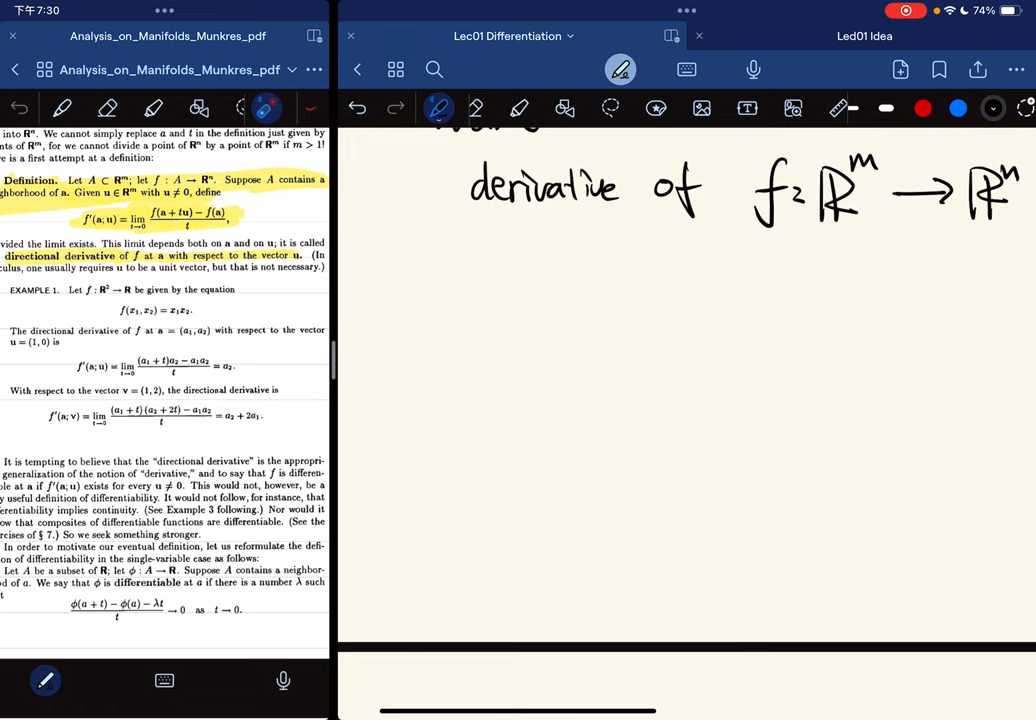 下午7:30
74%
Analysis_on_Manifolds_Munkres_pdf
Lec01 Differentiation
Led01 Idea
Analysis_on_Manifolds_Munkres_pdf
into Rⁿ. We cannot simply replace a and t in the definition just given by
nts of Rᵐ, for we cannot divide a point of Rⁿ by a point of Rᵐ if m > 1!
re is a first attempt at a definition:
Definition. Let A ⊂ Rᵐ; let f : A → Rⁿ. Suppose A contains a
ghborhood of a. Given u ∈ Rᵐ with u ≠ 0, define
f′(a; u) = lim t→0 (f(a + tu) − f(a))/t,
vided the limit exists. This limit depends both on a and on u; it is called
directional derivative of f at a with respect to the vector u. (In
culus, one usually requires u to be a unit vector, but that is not necessary.)
EXAMPLE 1. Let f : R² → R be given by the equation
f(x₁, x₂) = x₁x₂.
The directional derivative of f at a = (a₁, a₂) with respect to the vector
u = (1, 0) is
f′(a; u) = lim t→0 ((a₁ + t)a₂ − a₁a₂)/t = a₂.
With respect to the vector v = (1, 2), the directional derivative is
f′(a; v) = lim t→0 ((a₁ + t)(a₂ + 2t) − a₁a₂)/t = a₂ + 2a₁.
It is tempting to believe that the “directional derivative” is the appropri-
generalization of the notion of “derivative,” and to say that f is differen-
ble at a if f′(a; u) exists for every u ≠ 0. This would not, however, be a
y useful definition of differentiability. It would not follow, for instance, that
erentiability implies continuity. (See Example 3 following.) Nor would it
ow that composites of differentiable functions are differentiable. (See the
rcises of § 7.) So we seek something stronger.
In order to motivate our eventual definition, let us reformulate the defi-
on of differentiability in the single-variable case as follows:
Let A be a subset of R; let ϕ : A → R. Suppose A contains a neighbor-
d of a. We say that ϕ is differentiable at a if there is a number λ such
t
(ϕ(a + t) − ϕ(a) − λt)/t → 0 as t → 0.
derivative of f: ℝᵐ → ℝⁿ